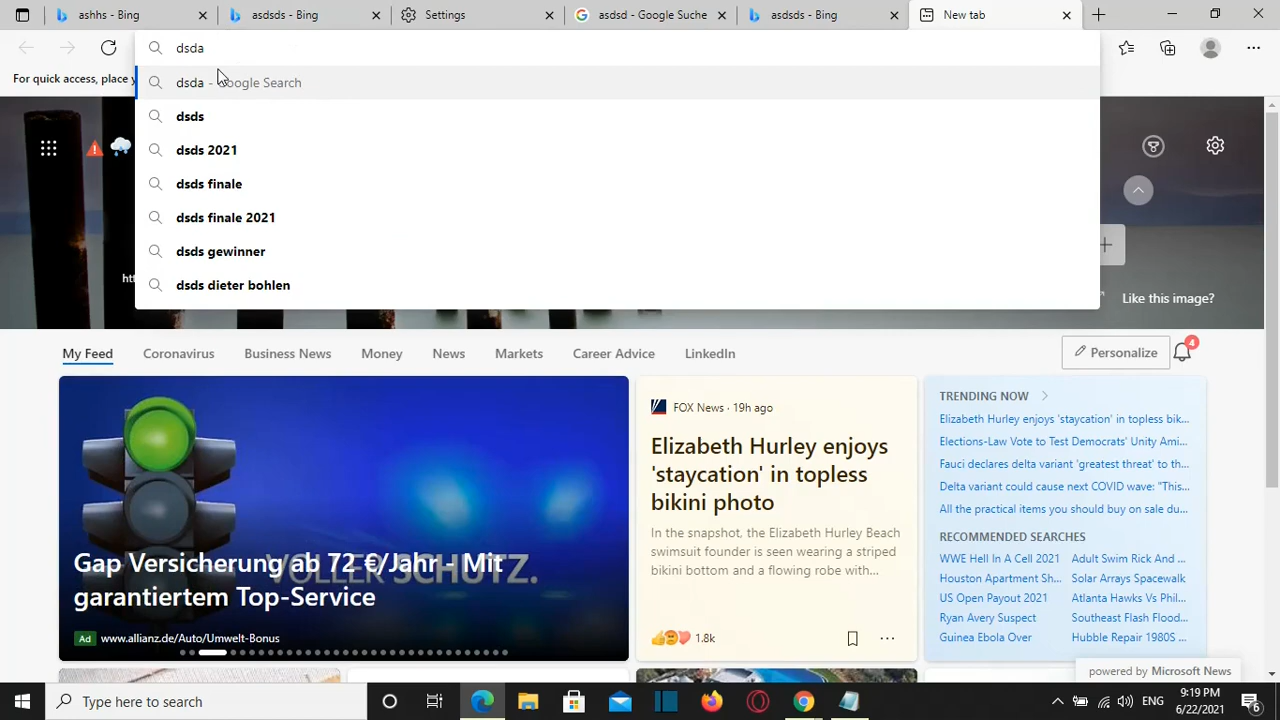 ashhs - Bing
asdsds - Bing
Settings
asdsd - Google Suche
asdsds - Bing
New tab
dsda
For quick access, place y
dsda - Google Search
dsds
dsds 2021
dsds finale
dsds finale 2021
dsds gewinner
dsds dieter bohlen
htt
Like this image?
My Feed
Coronavirus
Business News
Money
News
Markets
Career Advice
LinkedIn
Personalize
4
Gap Versicherung ab 72 €/Jahr - Mit
garantiertem Top-Service
VOLLER SCHUTZ.
Ad www.allianz.de/Auto/Umwelt-Bonus
FOX News · 19h ago
Elizabeth Hurley enjoys
'staycation' in topless
bikini photo
In the snapshot, the Elizabeth Hurley Beach
swimsuit founder is seen wearing a striped
bikini bottom and a flowing robe with...
1.8k
TRENDING NOW
Elizabeth Hurley enjoys 'staycation' in topless bik...
Elections-Law Vote to Test Democrats' Unity Ami...
Fauci declares delta variant 'greatest threat' to th...
Delta variant could cause next COVID wave: "This...
All the practical items you should buy on sale du...
RECOMMENDED SEARCHES
WWE Hell In A Cell 2021 Adult Swim Rick And ...
Houston Apartment Sh... Solar Arrays Spacewalk
US Open Payout 2021 Atlanta Hawks Vs Phil...
Ryan Avery Suspect Southeast Flash Flood...
Guinea Ebola Over Hubble Repair 1980S ...
powered by Microsoft News
Type here to search
ENG
9:19 PM
6/22/2021
6